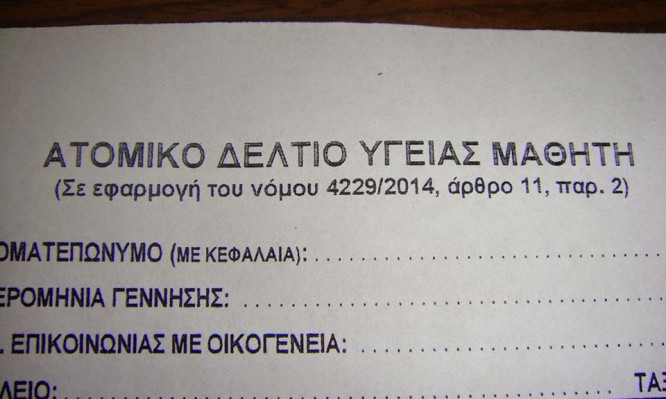 ΑΤΟΜΙΚΟ ΔΕΛΤΙΟ ΥΓΕΙΑΣ ΜΑΘΗΤΗ
(Σε εφαρμογή του νόμου 4229/2014, άρθρο 11, παρ. 2)
ΟΜΑΤΕΠΩΝΥΜΟ (ΜΕ ΚΕΦΑΛΑΙΑ): . . . . . . . . . . . . . . . . . . . . . . . . . . . . . .
ΕΡΟΜΗΝΙΑ ΓΕΝΝΗΣΗΣ: . . . . . . . . . . . . . . . . . . . . . . . . . . . . . . . . . . . . .
. ΕΠΙΚΟΙΝΩΝΙΑΣ ΜΕ ΟΙΚΟΓΕΝΕΙΑ: . . . . . . . . . . . . . . . . . . . . . . . . . .
ΛΕΙΟ: . . . . . . . . . . . . . . . . . . . . . . . . . . . . . . . . . . . . . . . . . . . . . ΤΑΞ